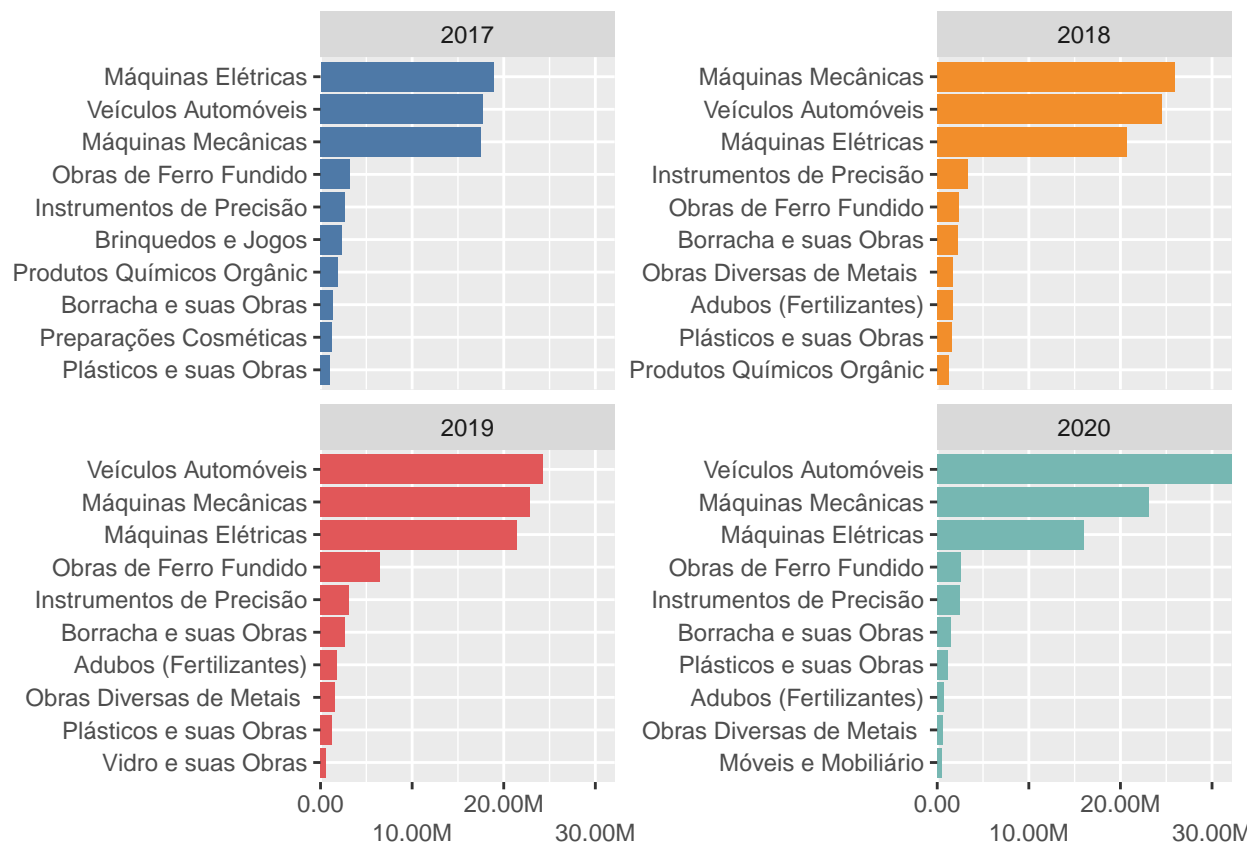 2017
Máquinas Elétricas
Veículos Automóveis
Máquinas Mecânicas
Obras de Ferro Fundido
Instrumentos de Precisão
Brinquedos e Jogos
Produtos Químicos Orgânic
Borracha e suas Obras
Preparações Cosméticas
Plásticos e suas Obras
2018
Máquinas Mecânicas
Veículos Automóveis
Máquinas Elétricas
Instrumentos de Precisão
Obras de Ferro Fundido
Borracha e suas Obras
Obras Diversas de Metais
Adubos (Fertilizantes)
Plásticos e suas Obras
Produtos Químicos Orgânic
2019
Veículos Automóveis
Máquinas Mecânicas
Máquinas Elétricas
Obras de Ferro Fundido
Instrumentos de Precisão
Borracha e suas Obras
Adubos (Fertilizantes)
Obras Diversas de Metais
Plásticos e suas Obras
Vidro e suas Obras
0.00 20.00M
10.00M 30.00M
2020
Veículos Automóveis
Máquinas Mecânicas
Máquinas Elétricas
Obras de Ferro Fundido
Instrumentos de Precisão
Borracha e suas Obras
Plásticos e suas Obras
Adubos (Fertilizantes)
Obras Diversas de Metais
Móveis e Mobiliário
0.00 20.00M
10.00M 30.00M